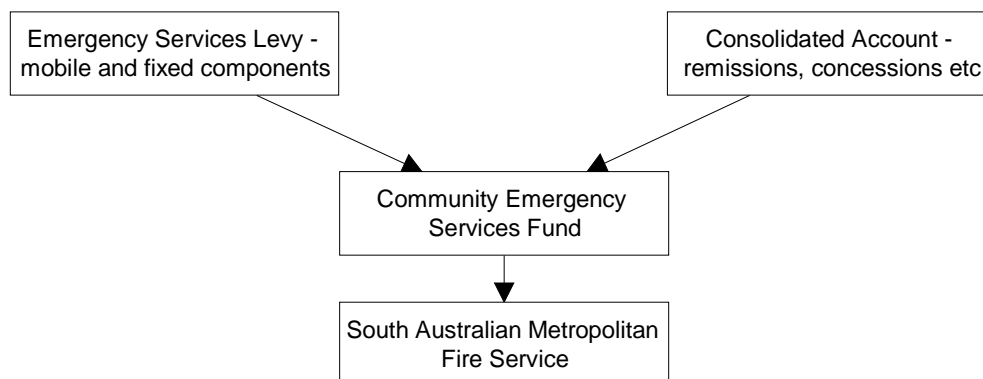 Emergency Services Levy -
mobile and fixed components
Consolidated Account -
remissions, concessions etc
Community Emergency
Services Fund
South Australian Metropolitan
Fire Service